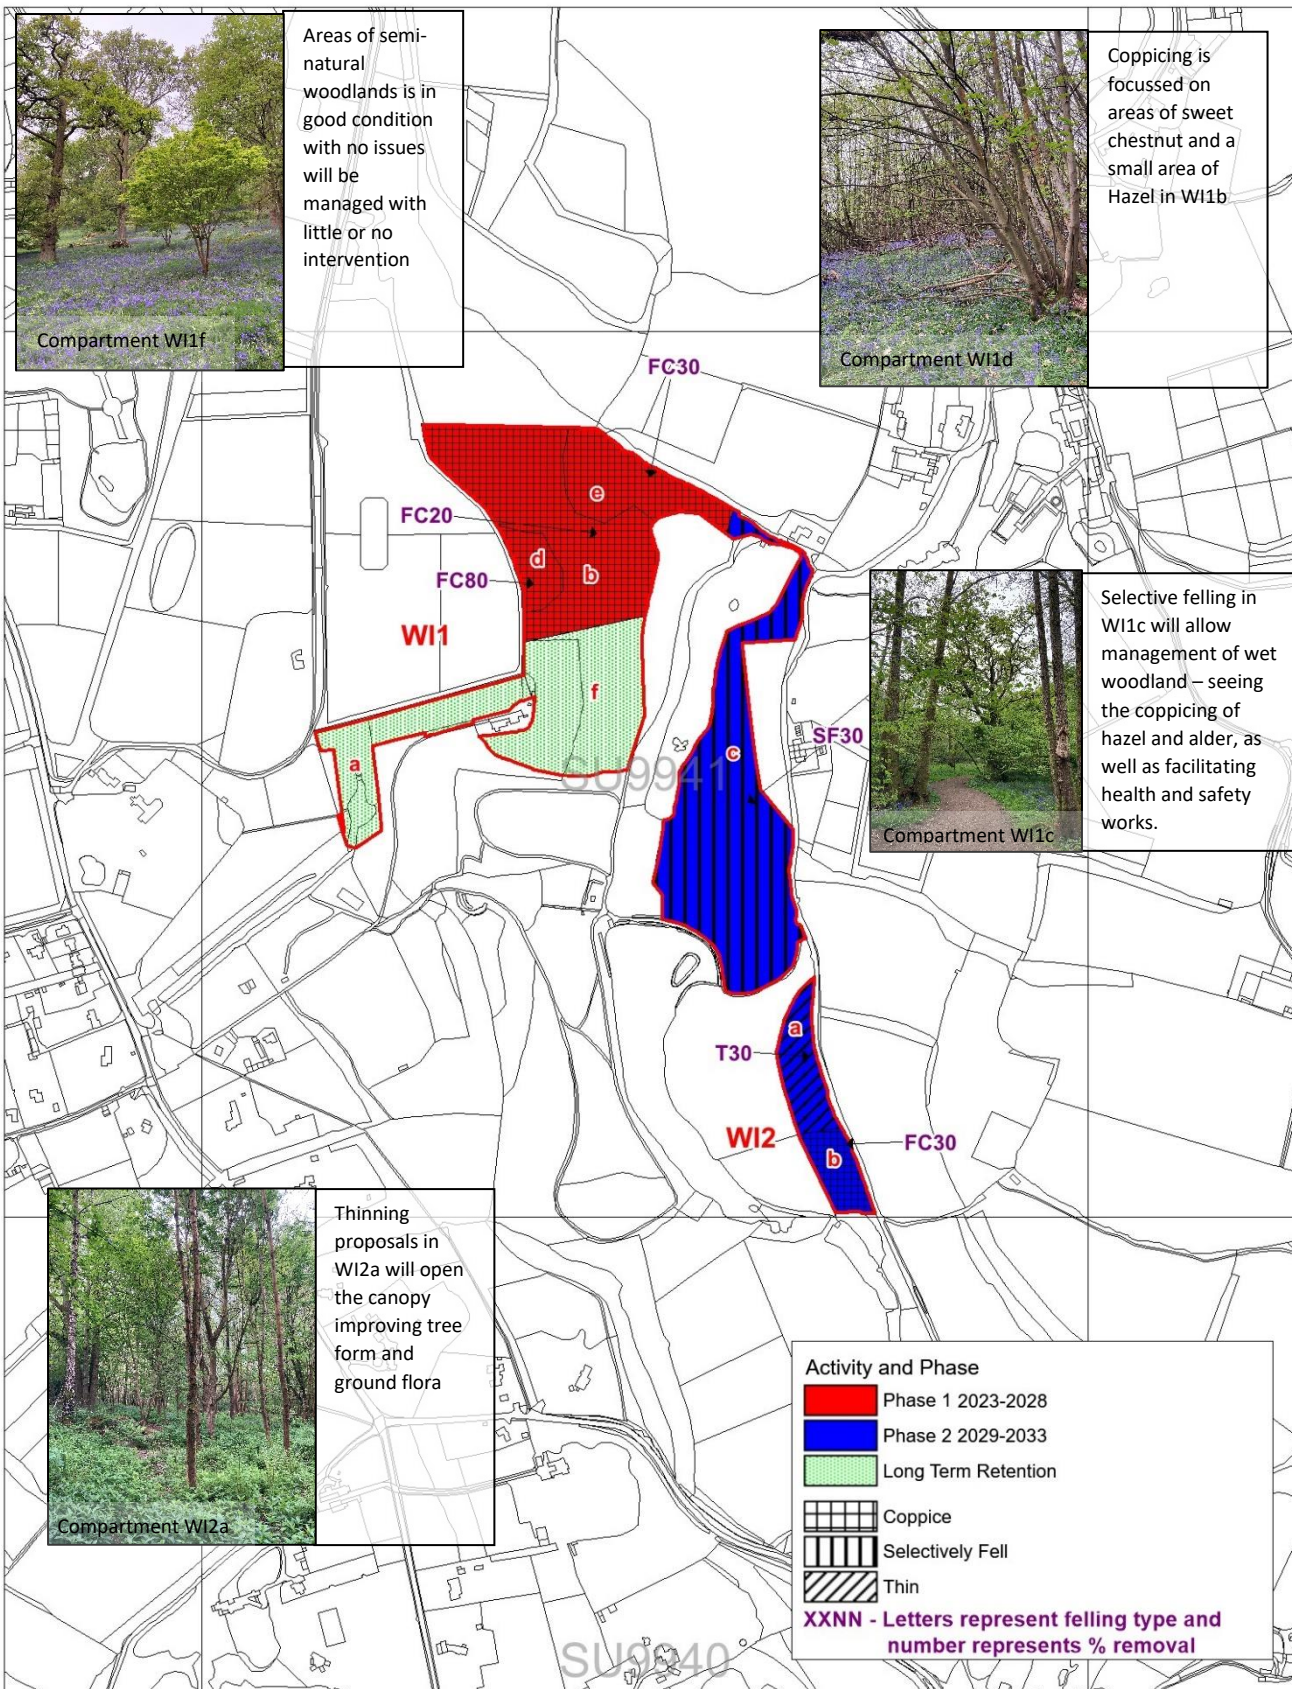 Areas of semi-
natural
woodlands is in
good condition
with no issues
will be
managed with
little or no
intervention
Compartment WI1f
Coppicing is
focussed on
areas of sweet
chestnut and a
small area of
Hazel in WI1b
Compartment WI1d
FC30
e
FC20
d
b
FC80
WI1
f
a
Selective felling in
WI1c will allow
management of wet
woodland – seeing
the coppicing of
hazel and alder, as
well as facilitating
health and safety
works.
Compartment WI1c
SF30
c
SU9941
a
T30
WI2
FC30
b
Thinning
proposals in
WI2a will open
the canopy
improving tree
form and
ground flora
Compartment WI2a
Activity and Phase
Phase 1 2023-2028
Phase 2 2029-2033
Long Term Retention
Coppice
Selectively Fell
Thin
XXNN - Letters represent felling type and
number represents % removal
SU9940